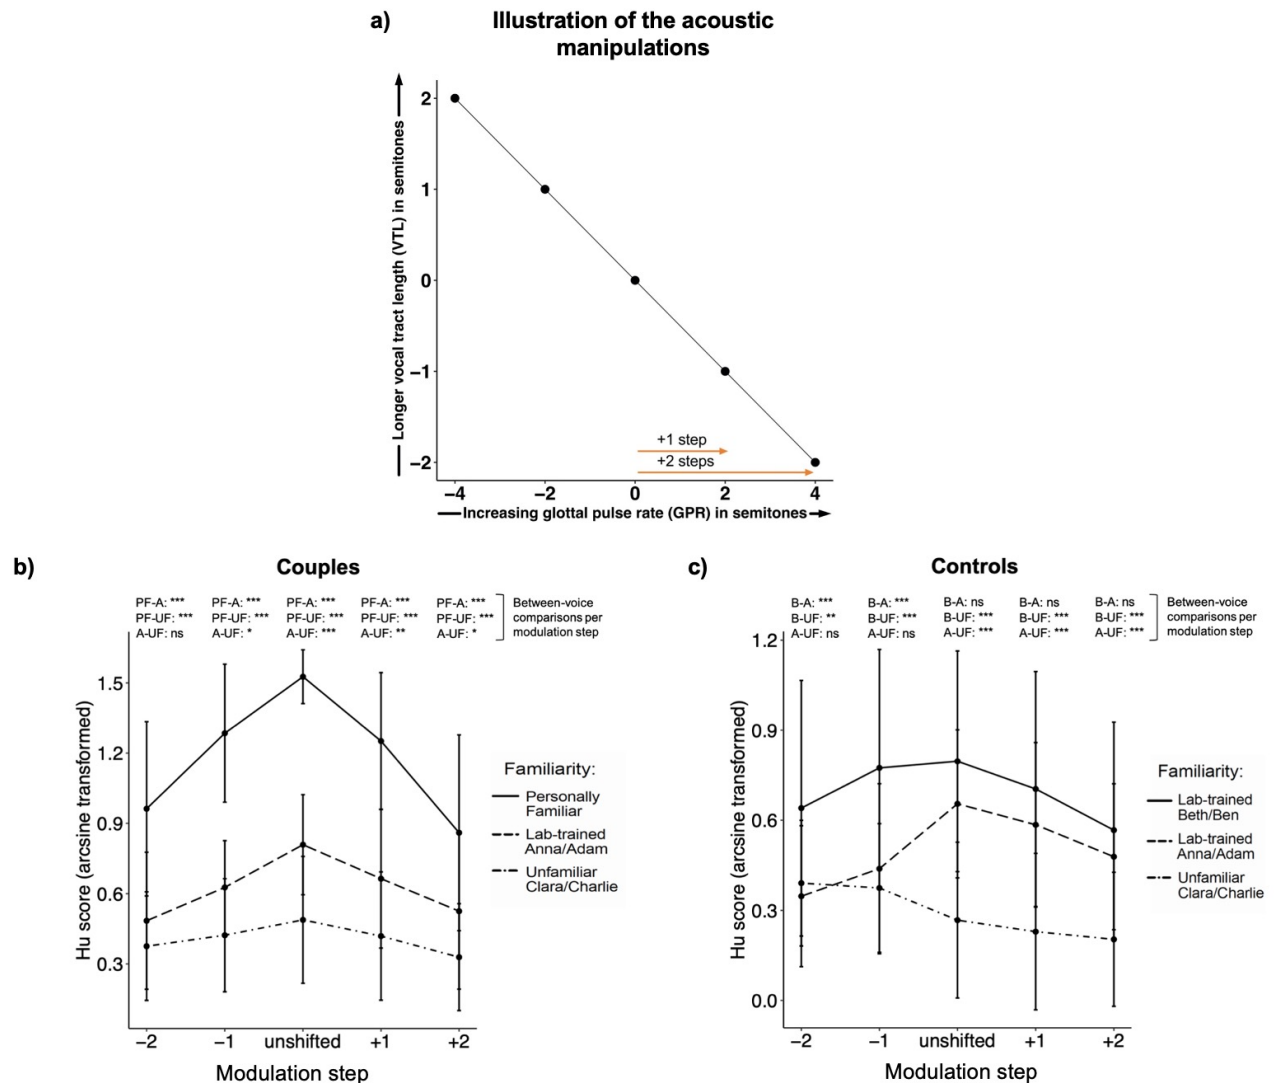 a)
Illustration of the acoustic
manipulations
Longer vocal tract length (VTL) in semitones
2
1
0
−1
−2
+1 step
+2 steps
−4
−2
0
2
4
Increasing glottal pulse rate (GPR) in semitones
b)
Couples
PF-A: *** PF-A: *** PF-A: *** PF-A: *** PF-A: *** Between-voice
PF-UF: *** PF-UF: *** PF-UF: *** PF-UF: *** PF-UF: *** comparisons per
A-UF: ns A-UF: * A-UF: *** A-UF: ** A-UF: * modulation step
Hu score (arcsine transformed)
1.5
1.2
0.9
0.6
0.3
−2 −1 unshifted +1 +2
Modulation step
Familiarity:
Personally
Familiar
Lab-trained
Anna/Adam
Unfamiliar
Clara/Charlie
c)
Controls
B-A: *** B-A: *** B-A: ns B-A: ns B-A: ns Between-voice
B-UF: ** B-UF: *** B-UF: *** B-UF: *** B-UF: *** comparisons per
A-UF: ns A-UF: ns A-UF: *** A-UF: *** A-UF: *** modulation step
Hu score (arcsine transformed)
1.2
0.9
0.6
0.3
0.0
−2 −1 unshifted +1 +2
Modulation step
Familiarity:
Lab-trained
Beth/Ben
Lab-trained
Anna/Adam
Unfamiliar
Clara/Charlie